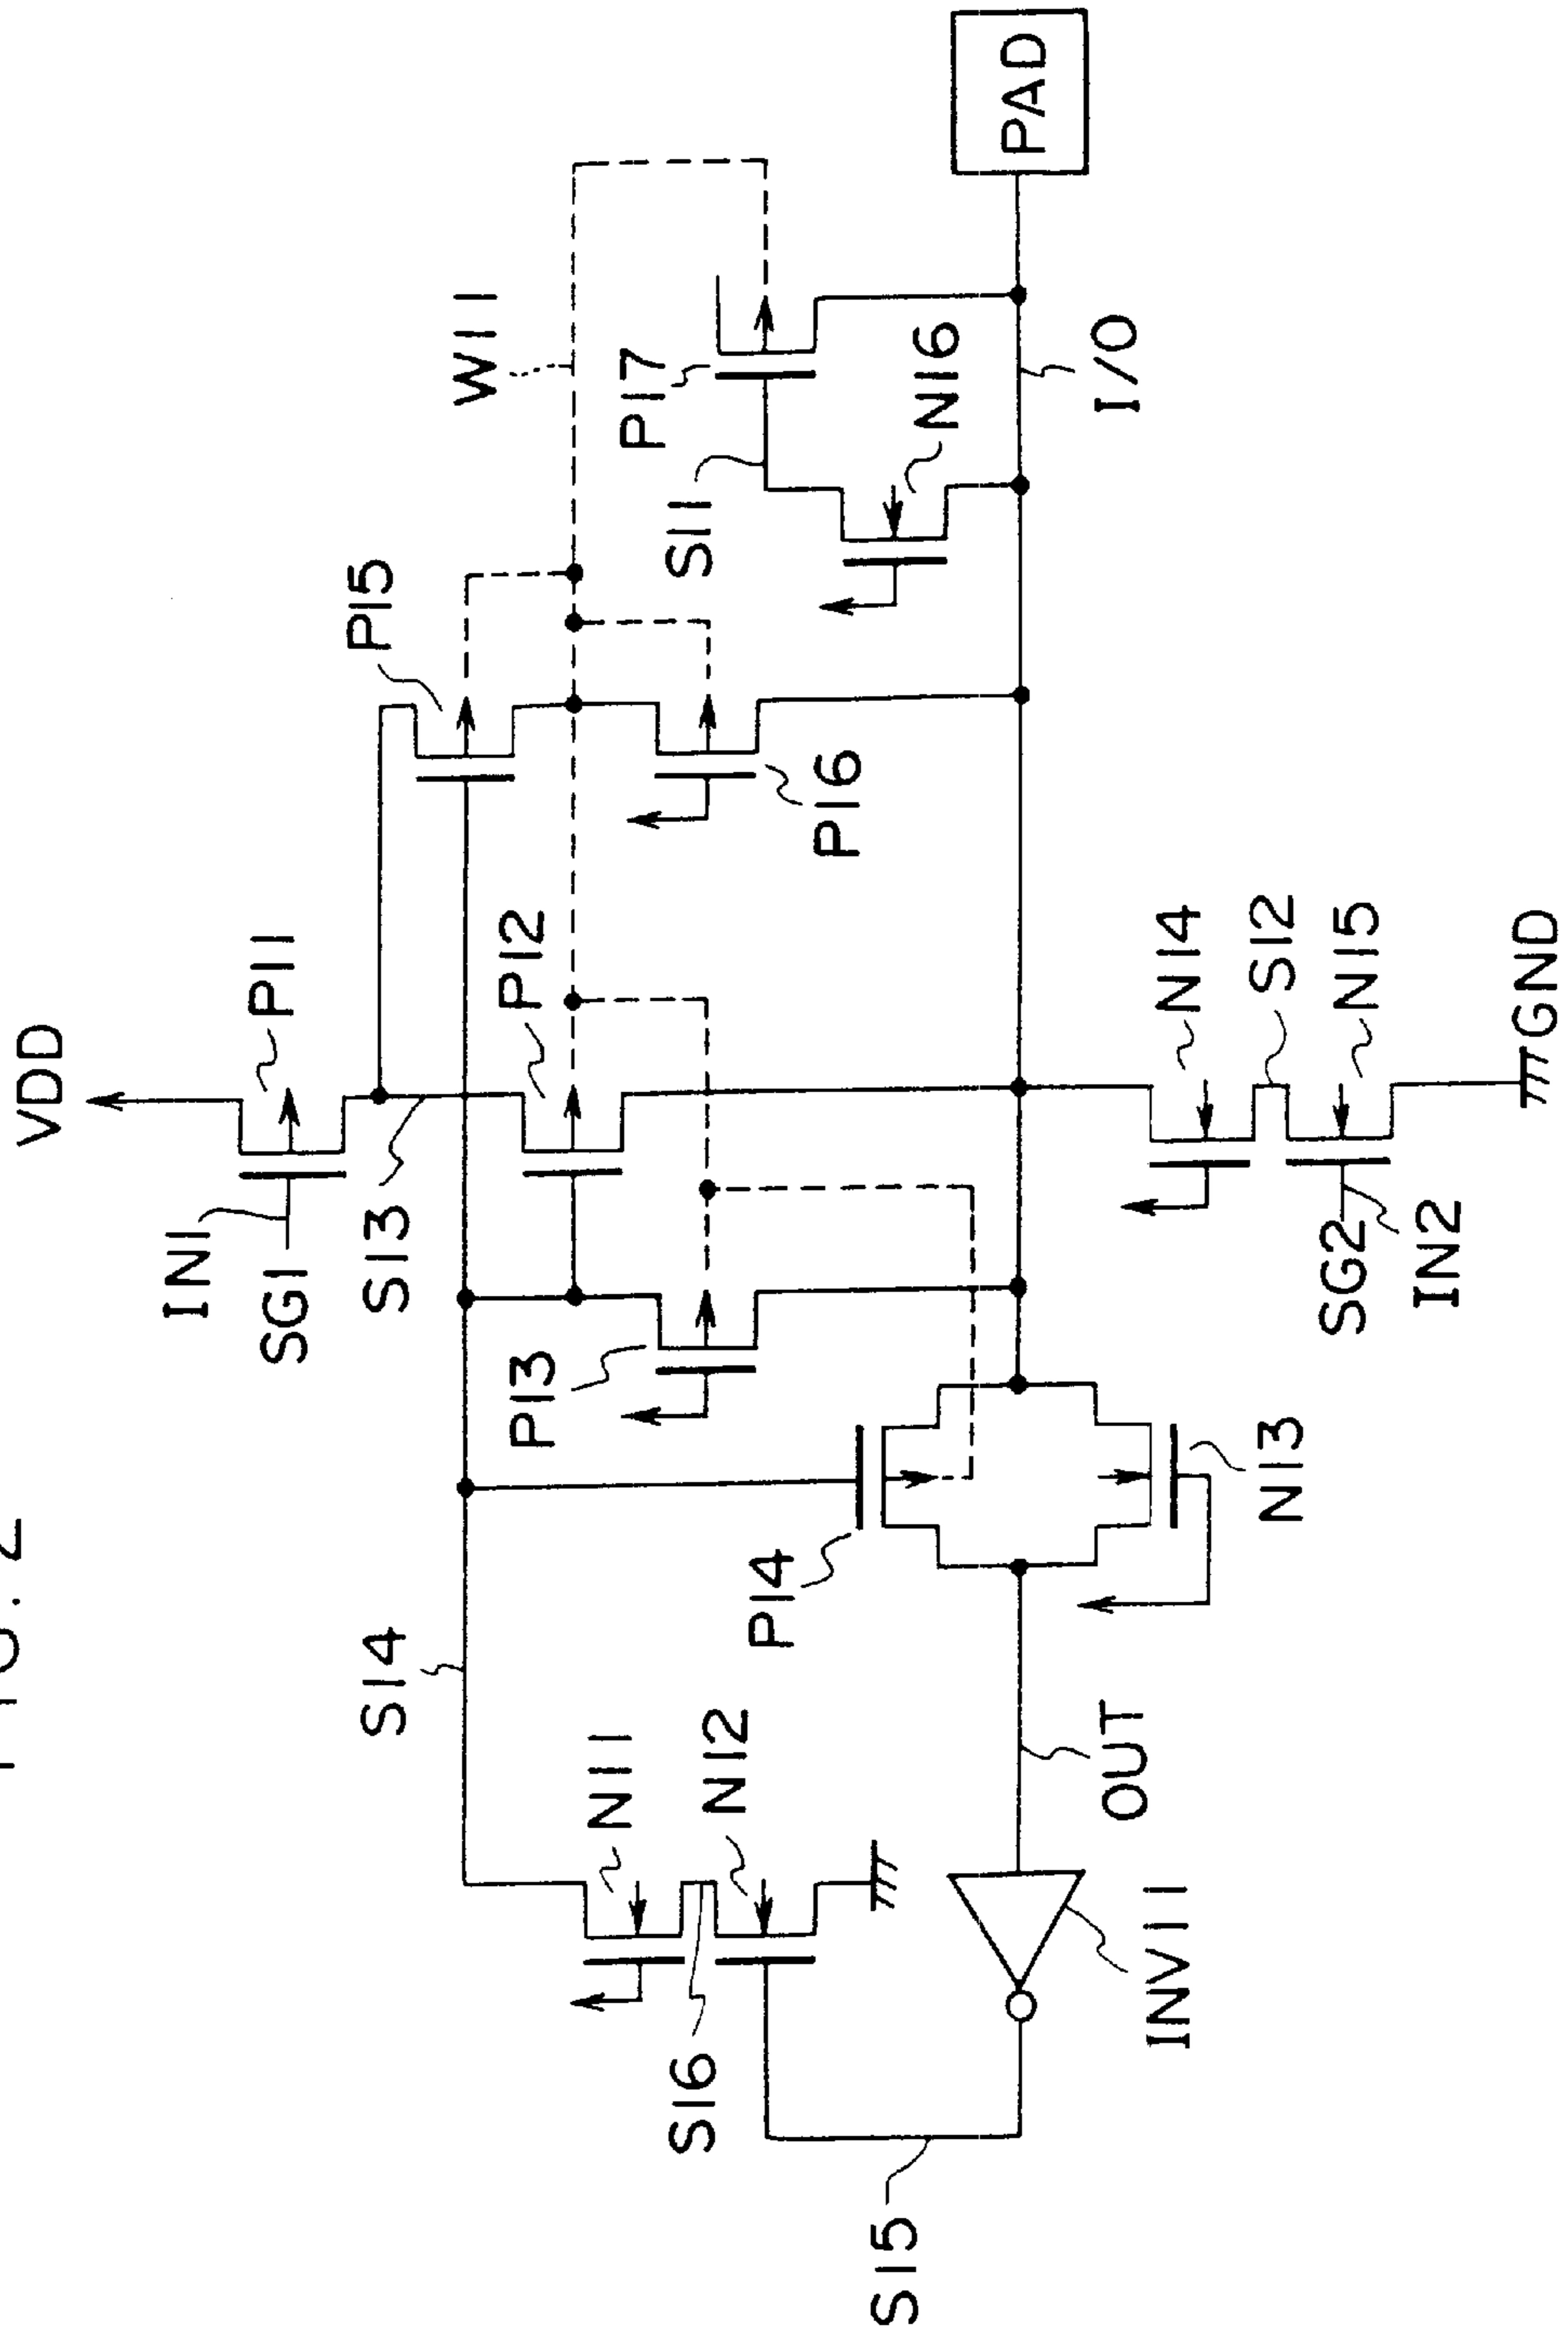 FIG. 2
VDD
IN1
SG1
P11
S13
P15
W11
S14
P12
P13
P17
S11
N16
P16
PAD
N11
N12
S16
P14
I/O
N14
S12
N15
SG2
IN2
GND
N13
OUT
INV11
S15